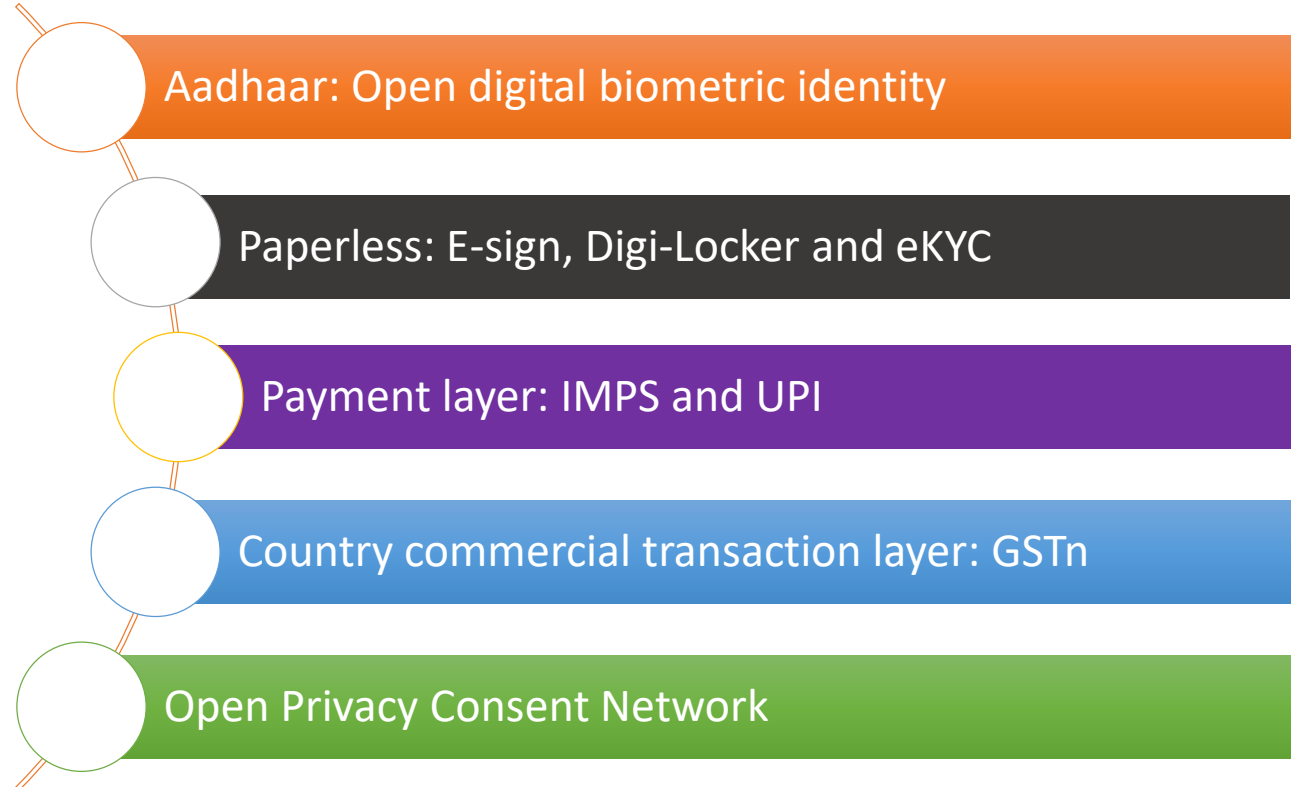 Aadhaar: Open digital biometric identity
Paperless: E-sign, Digi-Locker and eKYC
Payment layer: IMPS and UPI
Country commercial transaction layer: GSTn
Open Privacy Consent Network